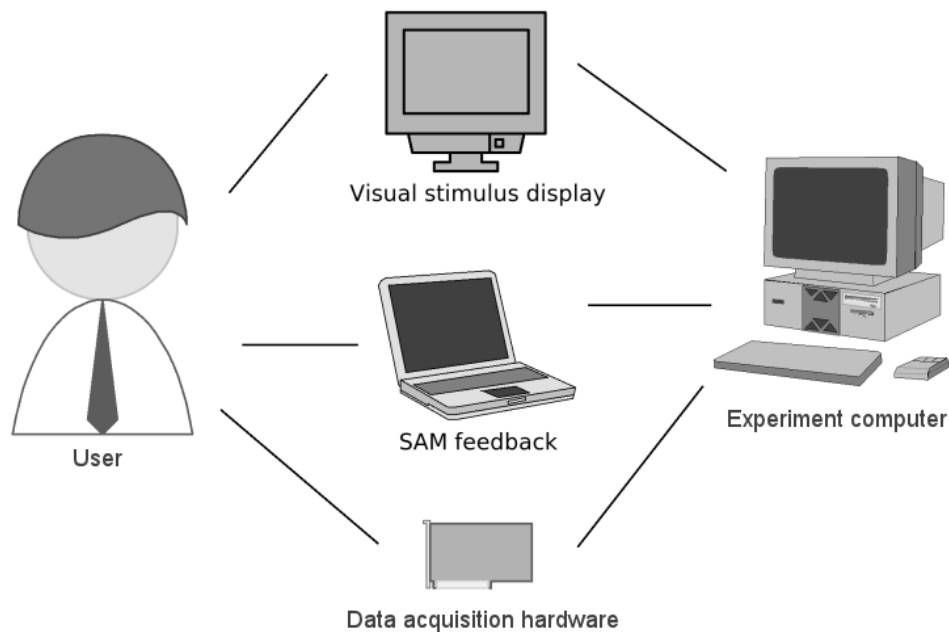 Visual stimulus display
SAM feedback
Experiment computer
User
Data acquisition hardware